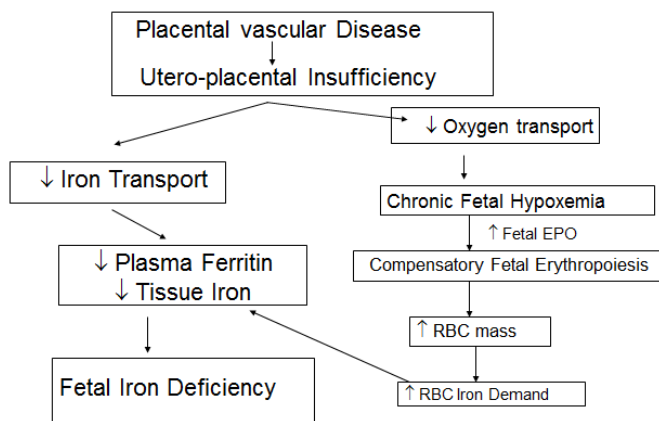 Placental vascular Disease
Utero-placental Insufficiency
↓ Oxygen transport
↓ Iron Transport
Chronic Fetal Hypoxemia
↑ Fetal EPO
↓ Plasma Ferritin
↓ Tissue Iron
Compensatory Fetal Erythropoiesis
↑ RBC mass
Fetal Iron Deficiency
↑ RBC Iron Demand